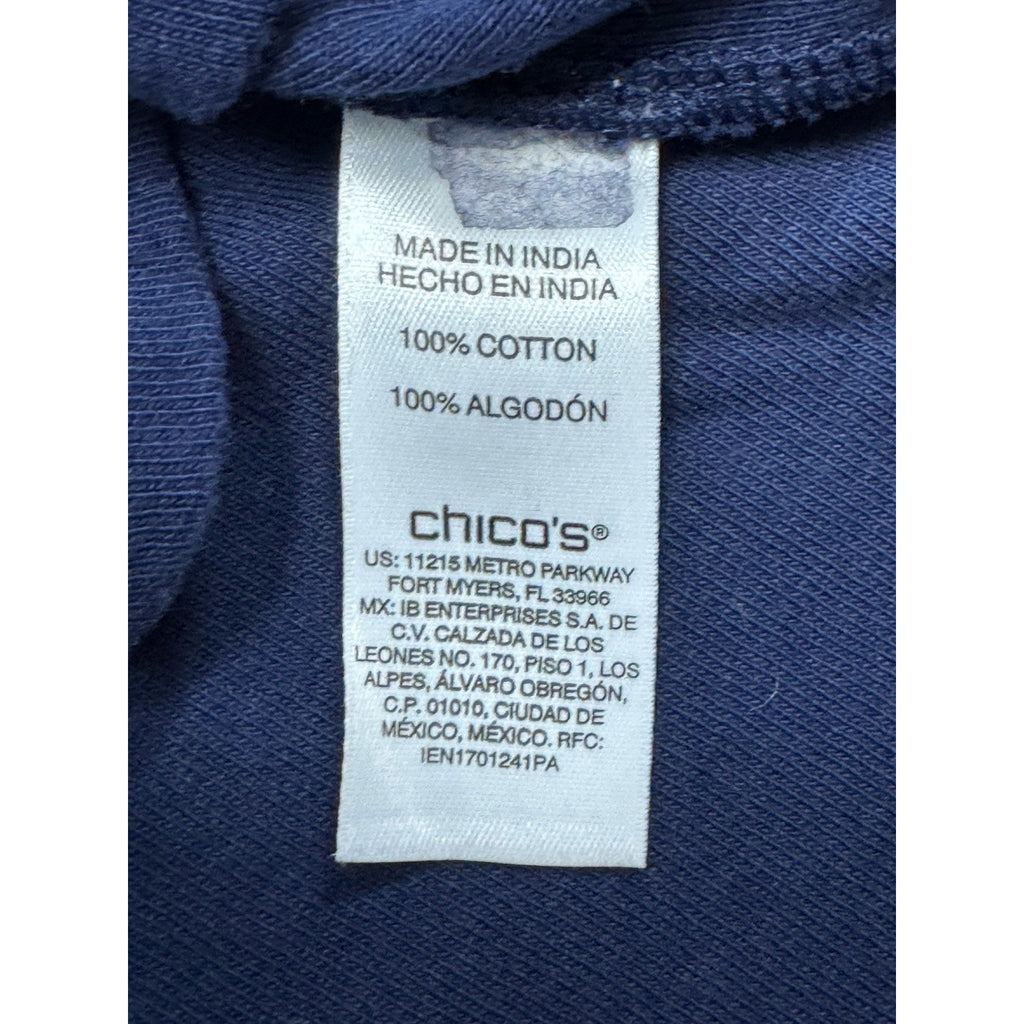 MADE IN INDIA
HECHO EN INDIA
100% COTTON
100% ALGODÓN
chico's®
US: 11215 METRO PARKWAY
FORT MYERS, FL 33966
MX: IB ENTERPRISES S.A. DE
C.V. CALZADA DE LOS
LEONES NO. 170, PISO 1, LOS
ALPES, ÁLVARO OBREGÓN,
C.P. 01010, CIUDAD DE
MÉXICO, MÉXICO. RFC:
IEN1701241PA